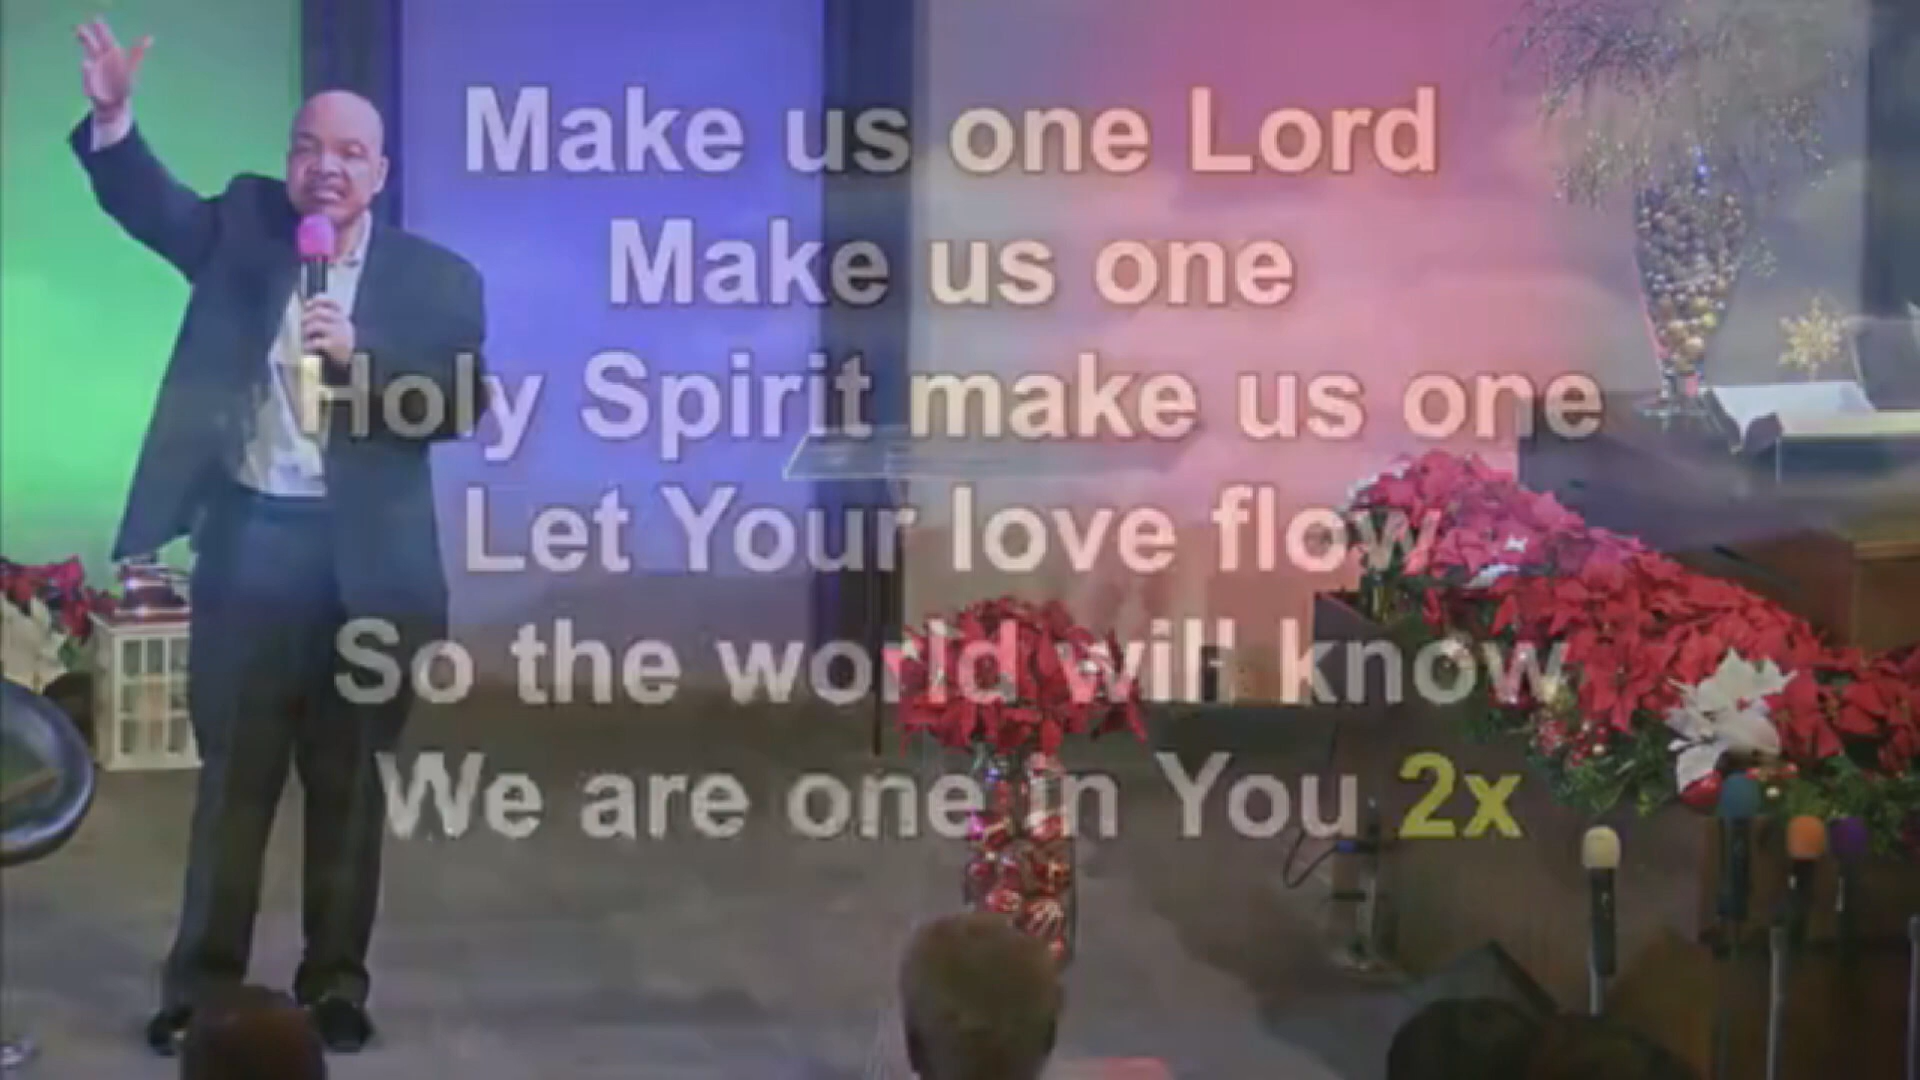 Make us one Lord
Make us one
Holy Spirit make us one
Let Your love flow
So the world will know
We are one in You 2x